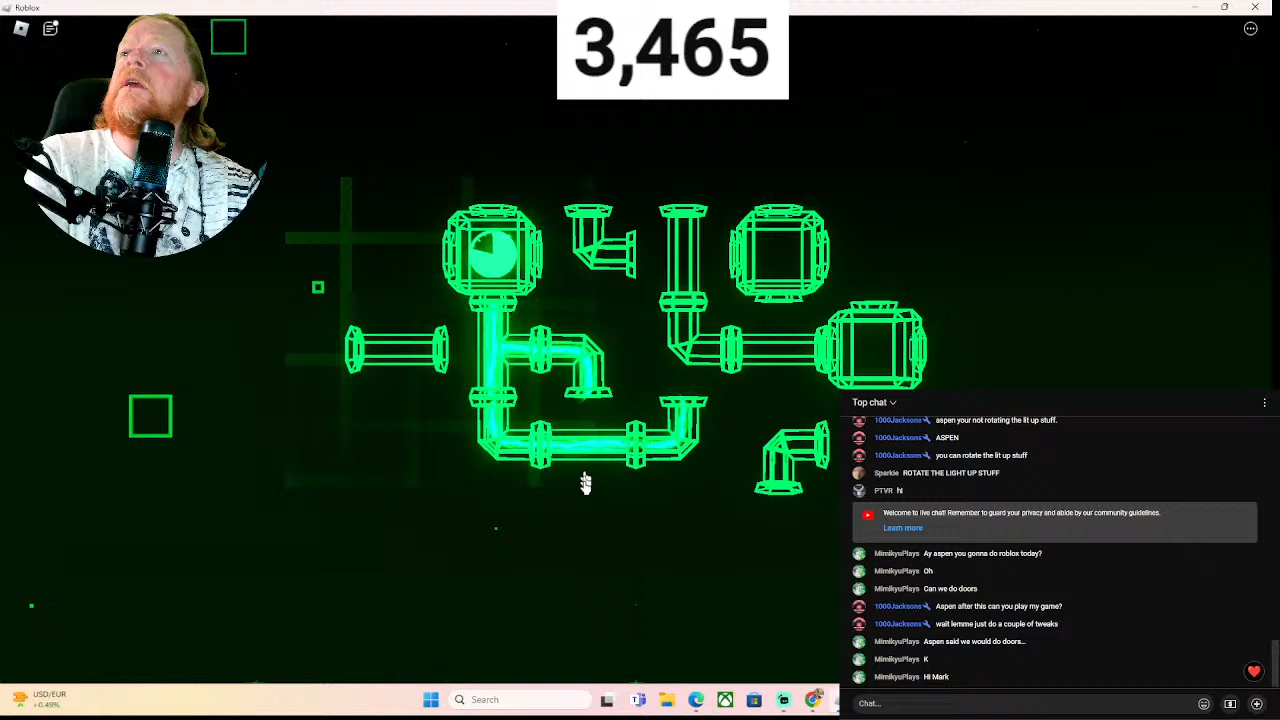 Roblox
3,465
Top chat
1000Jacksons aspen your not rotating the lit up stuff.
1000Jacksons ASPEN
1000Jacksons you can rotate the lit up stuff
Sparkie ROTATE THE LIGHT UP STUFF
PTVR hi
Welcome to live chat! Remember to guard your privacy and abide by our community guidelines.
Learn more
MimikyuPlays Ay aspen you gonna do roblox today?
MimikyuPlays Oh
MimikyuPlays Can we do doors
1000Jacksons Aspen after this can you play my game?
1000Jacksons wait lemme just do a couple of tweaks
MimikyuPlays Aspen said we would do doors...
MimikyuPlays K
MimikyuPlays Hi Mark
Chat...
USD/EUR
+0.49%
Search